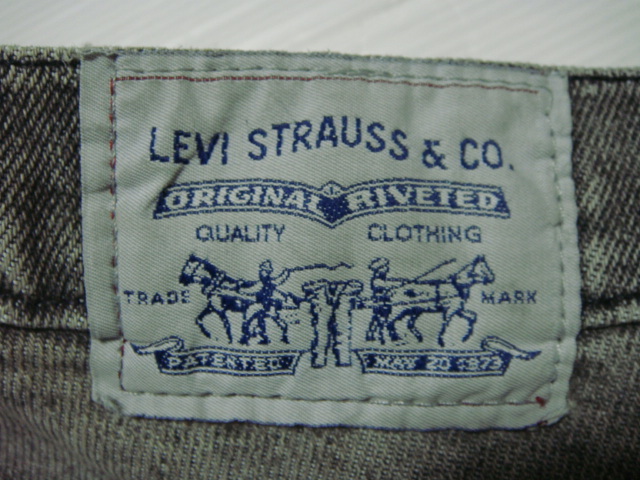 LEVI STRAUSS & CO.
ORIGINAL RIVETED
QUALITY CLOTHING
TRADE MARK
PATENTED MAY 20 1873